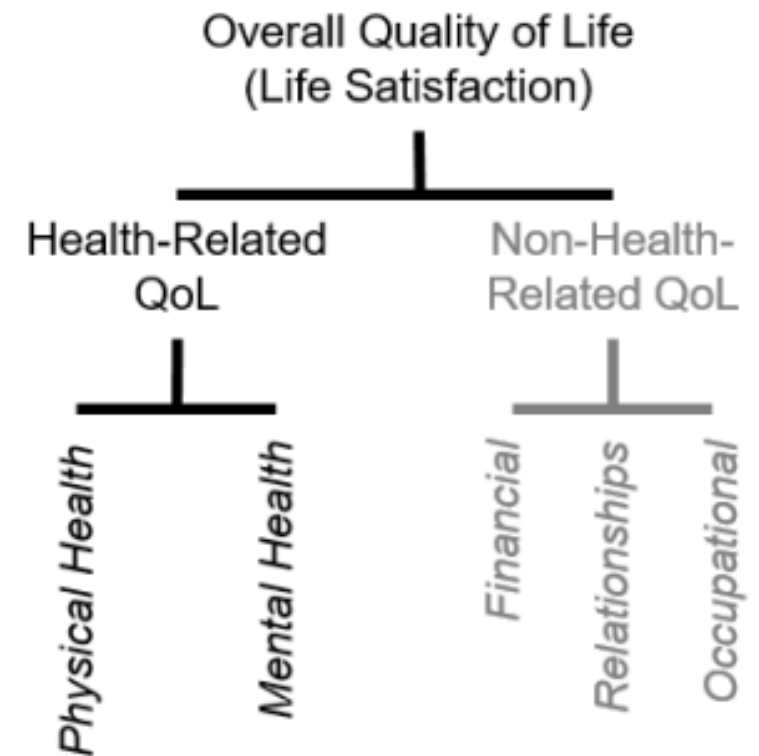 Overall Quality of Life
(Life Satisfaction)
Health-Related
QoL
Non-Health-
Related QoL
Physical Health
Mental Health
Financial
Relationships
Occupational